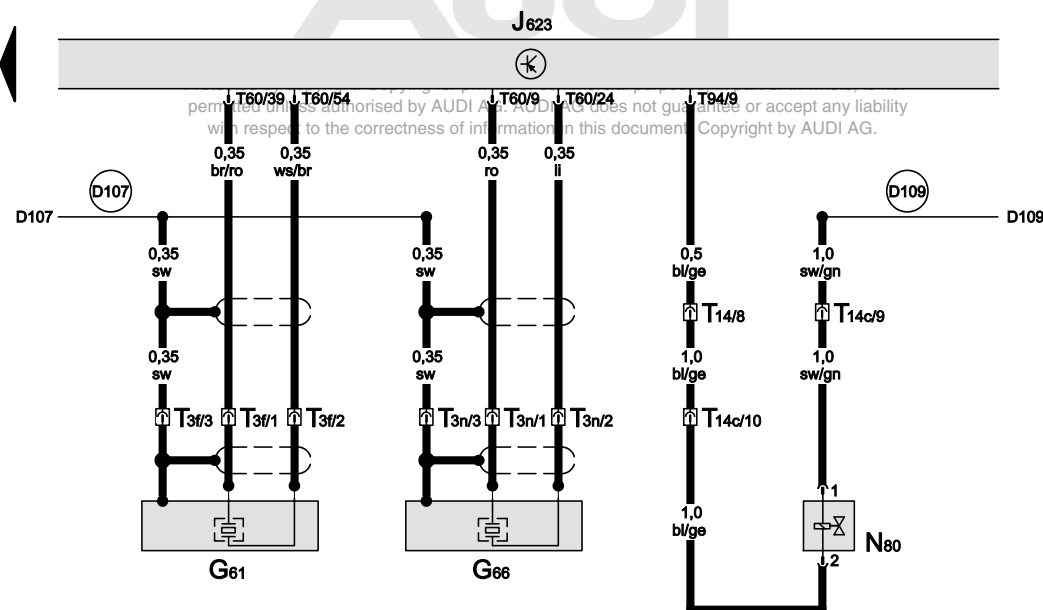 AUDI
J623
T60/39 T60/54 T60/9 T60/24 T94/9
permitted unless authorised by AUDI AG. AUDI AG does not guarantee or accept any liability
with respect to the correctness of information in this document. Copyright by AUDI AG.
0,35 0,35 0,35 0,35
br/ro ws/br ro li
D107 D109
D107 D109
0,35 0,35 0,5 1,0
sw sw bl/ge sw/gn
T14/8 T14c/9
0,35 0,35 1,0 1,0
sw sw bl/ge sw/gn
T3f/3 T3f/1 T3f/2 T3n/3 T3n/1 T3n/2 T14c/10
1
1,0
bl/ge
N80
2
G61 G66